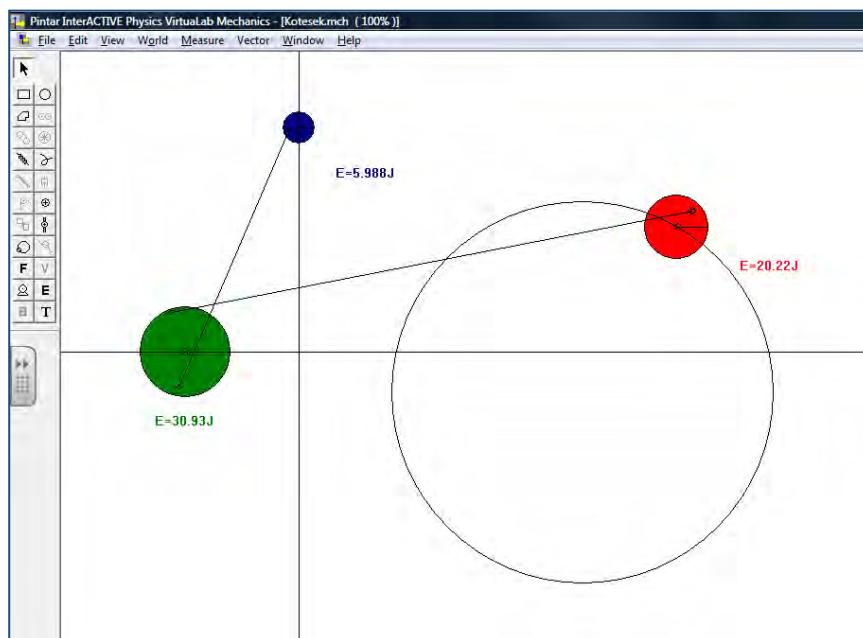 Pintar InterACTIVE Physics VirtuaLab Mechanics - [Kotesek.mch ( 100% )]
File Edit View World Measure Vector Window Help
E=5.988J
E=20.22J
F V
E
T
E=30.93J